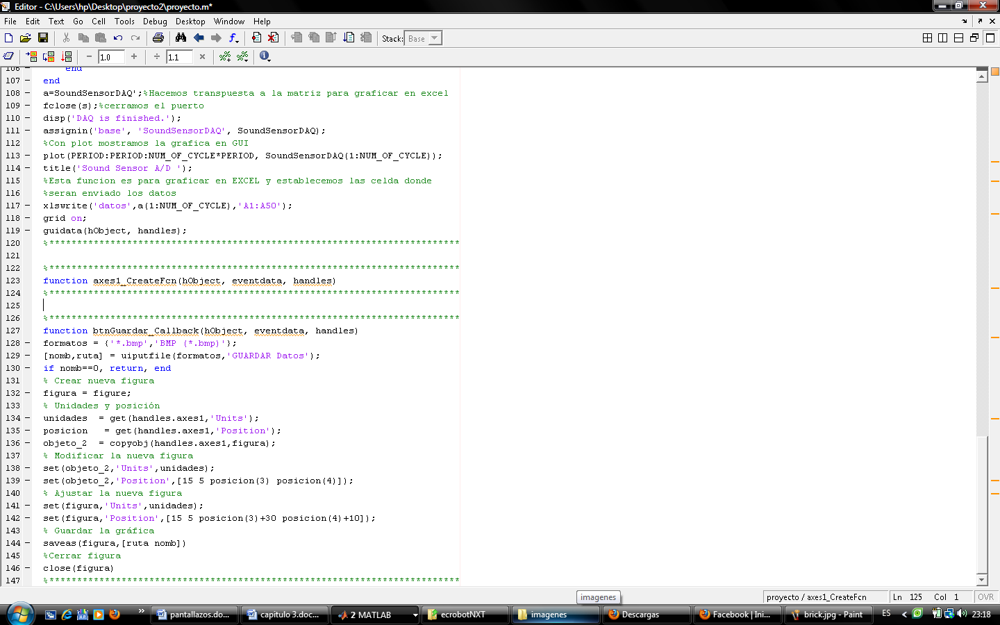 Editor - C:\Users\hp\Desktop\proyecto2\proyecto.m*
File Edit Text Go Cell Tools Debug Desktop Window Help
Stack: Base
1.0 1.1
106 end
107 end
108 a=SoundSensorDAQ';%Hacemos transpuesta a la matriz para graficar en excel
109 fclose(s);%cerramos el puerto
110 disp('DAQ is finished.');
111 assignin('base', 'SoundSensorDAQ', SoundSensorDAQ);
112 %Con plot mostramos la grafica en GUI
113 plot(PERIOD:PERIOD:NUM_OF_CYCLE*PERIOD, SoundSensorDAQ(1:NUM_OF_CYCLE));
114 title('Sound Sensor A/D ');
115 %Esta funcion es para graficar en EXCEL y establecemos las celda donde
116 %seran enviado los datos
117 xlswrite('datos',a(1:NUM_OF_CYCLE),'A1:A50');
118 grid on;
119 guidata(hObject, handles);
120 %**************************************************************************
121
122 %**************************************************************************
123 function axes1_CreateFcn(hObject, eventdata, handles)
124 %**************************************************************************
125
126 %**************************************************************************
127 function btnGuardar_Callback(hObject, eventdata, handles)
128 formatos = {'*.bmp','BMP (*.bmp)'};
129 [nomb,ruta] = uiputfile(formatos,'GUARDAR Datos');
130 if nomb==0, return, end
131 % Crear nueva figura
132 figura = figure;
133 % Unidades y posición
134 unidades  = get(handles.axes1,'Units');
135 posicion   = get(handles.axes1,'Position');
136 objeto_2  = copyobj(handles.axes1,figura);
137 % Modificar la nueva figura
138 set(objeto_2,'Units',unidades);
139 set(objeto_2,'Position',[15 5 posicion(3) posicion(4)]);
140 % Ajustar la nueva figura
141 set(figura,'Units',unidades);
142 set(figura,'Position',[15 5 posicion(3)+30 posicion(4)+10]);
143 % Guardar la gráfica
144 saveas(figura,[ruta nomb])
145 %Cerrar figura
146 close(figura)
147 %**************************************************************************
imagenes
proyecto / axes1_CreateFcn Ln 125 Col 1 OVR
pantallazos.do... capitulo 3.doc... 2 MATLAB ecrobotNXT imagenes Descargas Facebook | Ini... brick.jpg - Paint ES 23:18